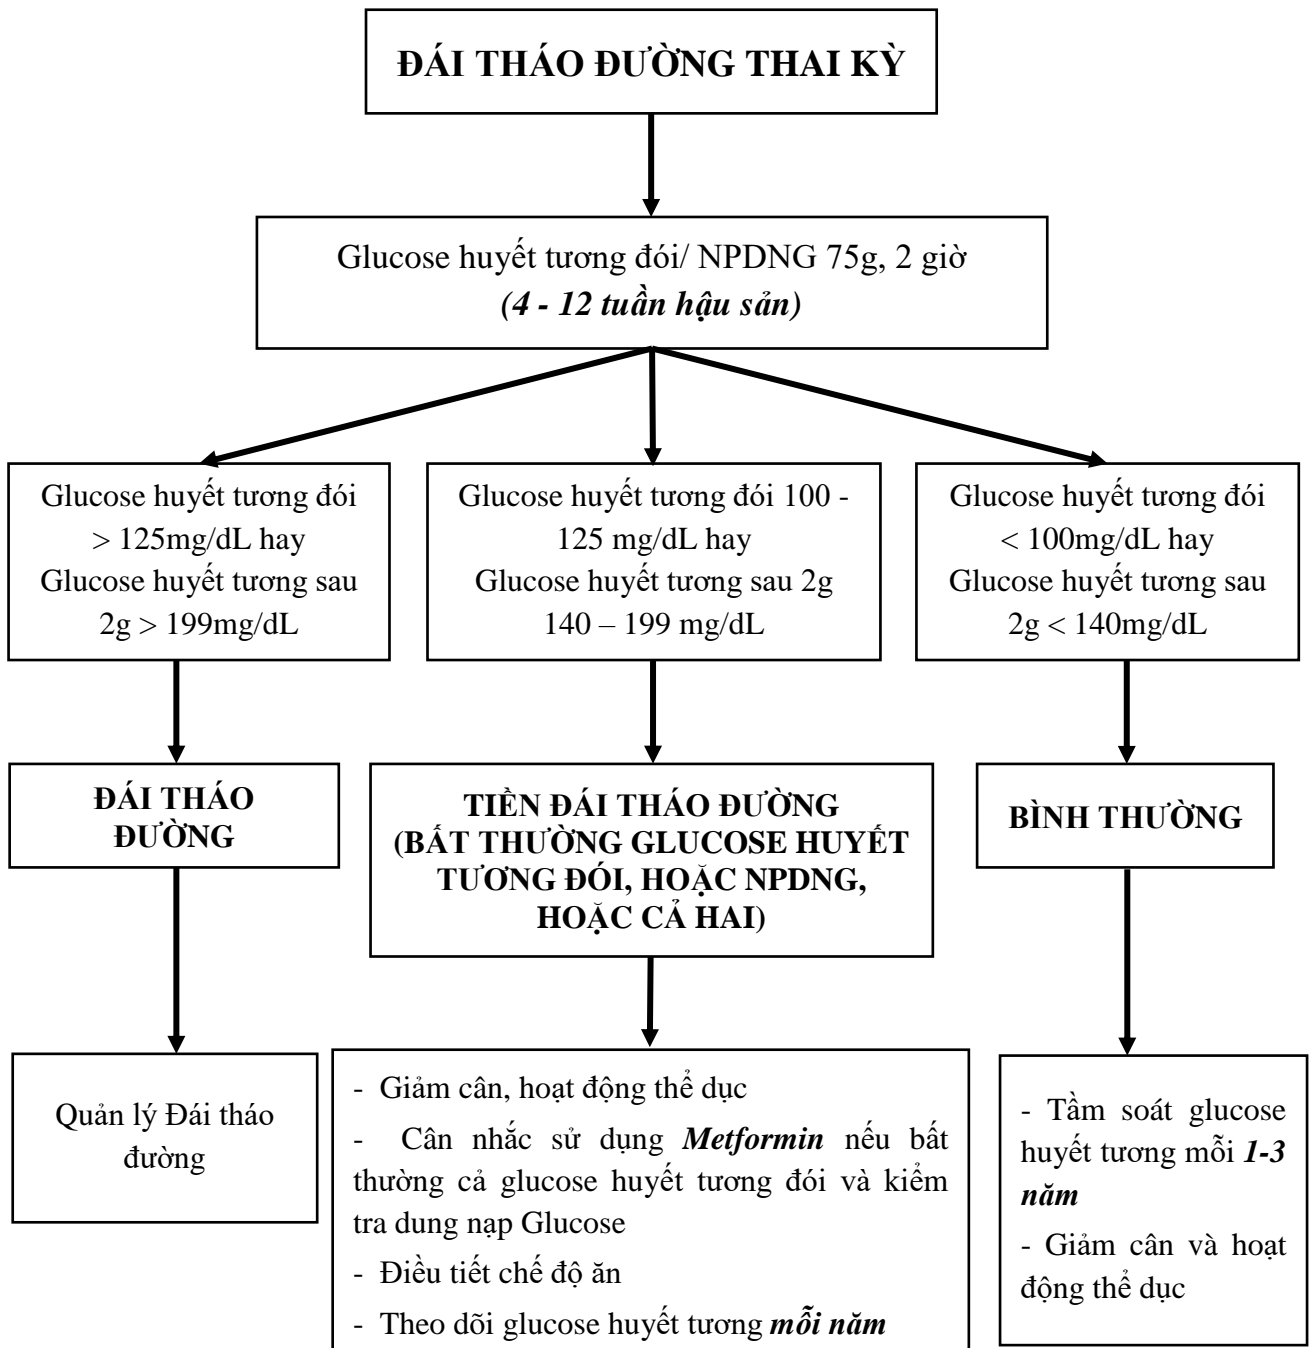 ĐÁI THÁO ĐƯỜNG THAI KỲ
Glucose huyết tương đói/ NPDNG 75g, 2 giờ
(4 - 12 tuần hậu sản)
Glucose huyết tương đói
> 125mg/dL hay
Glucose huyết tương sau
2g > 199mg/dL
Glucose huyết tương đói 100 -
125 mg/dL hay
Glucose huyết tương sau 2g
140 – 199 mg/dL
Glucose huyết tương đói
< 100mg/dL hay
Glucose huyết tương sau
2g < 140mg/dL
ĐÁI THÁO
ĐƯỜNG
TIỀN ĐÁI THÁO ĐƯỜNG
(BẤT THƯỜNG GLUCOSE HUYẾT
TƯƠNG ĐÓI, HOẶC NPDNG,
HOẶC CẢ HAI)
BÌNH THƯỜNG
Quản lý Đái tháo
đường
- Giảm cân, hoạt động thể dục
- Cân nhắc sử dụng Metformin nếu bất
thường cả glucose huyết tương đói và kiểm
tra dung nạp Glucose
- Điều tiết chế độ ăn
- Theo dõi glucose huyết tương mỗi năm
- Tầm soát glucose
huyết tương mỗi 1-3
năm
- Giảm cân và hoạt
động thể dục